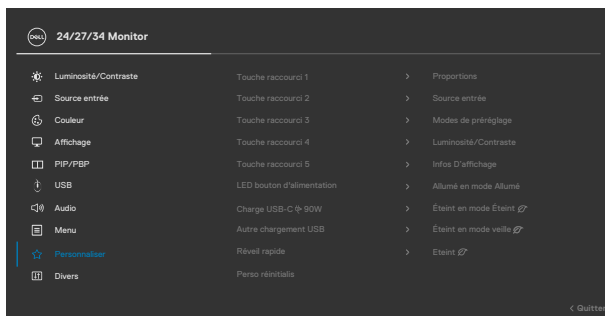 DELL 24/27/34 Monitor
Luminosité/Contraste Touche raccourci 1 > Proportions
Source entrée Touche raccourci 2 > Source entrée
Couleur Touche raccourci 3 > Modes de préréglage
Affichage Touche raccourci 4 > Luminosité/Contraste
PIP/PBP Touche raccourci 5 > Infos D'affichage
USB LED bouton d'alimentation > Allumé en mode Allumé
Audio Charge USB-C 90W > Éteint en mode Éteint
Menu Autre chargement USB > Éteint en mode veille
Personnaliser Réveil rapide > Eteint
Divers Perso réinitialis
< Quitter